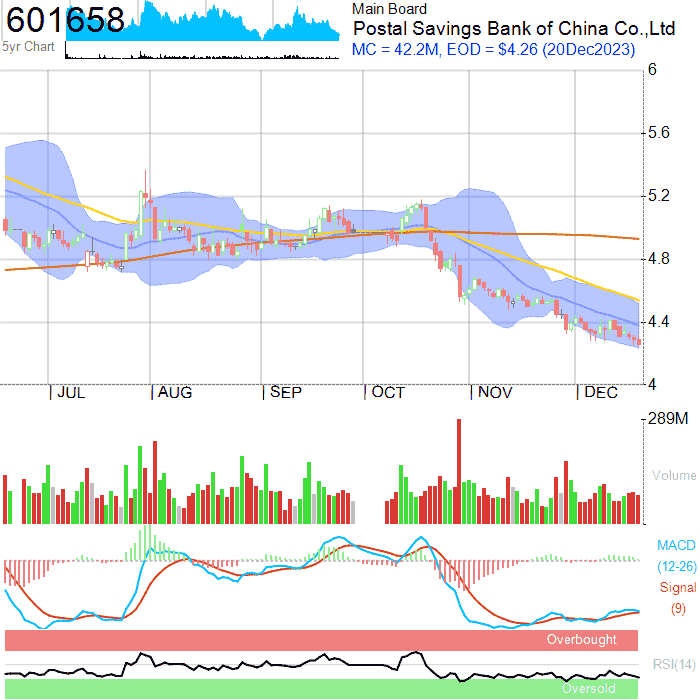 601658
5yr Chart
Main Board
Postal Savings Bank of China Co.,Ltd
MC = 42.2M, EOD = $4.26 (20Dec2023)
6
5.6
5.2
4.8
4.4
4
JUL AUG SEP OCT NOV DEC
289M
Volume
MACD
(12-26)
Signal
(9)
Overbought
RSI(14)
Oversold